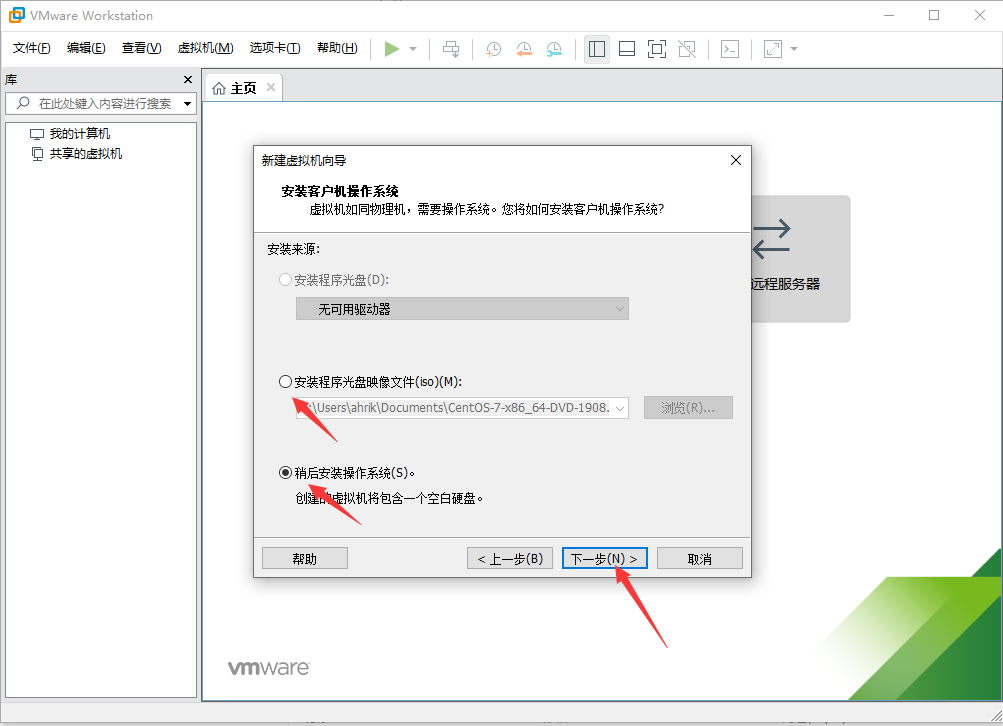 VMware Workstation
文件(F) 编辑(E) 查看(V) 虚拟机(M) 选项卡(T) 帮助(H)
库
在此处键入内容进行搜索
我的计算机
共享的虚拟机
主页
新建虚拟机向导
安装客户机操作系统
虚拟机如同物理机，需要操作系统。您将如何安装客户机操作系统?
安装来源:
安装程序光盘(D):
无可用驱动器
安装程序光盘映像文件(iso)(M):
:\Users\ahrik\Documents\CentOS-7-x86_64-DVD-1908.
浏览(R)...
稍后安装操作系统(S)。
创建的虚拟机将包含一个空白硬盘。
帮助
< 上一步(B)
下一步(N) >
取消
远程服务器
vmware